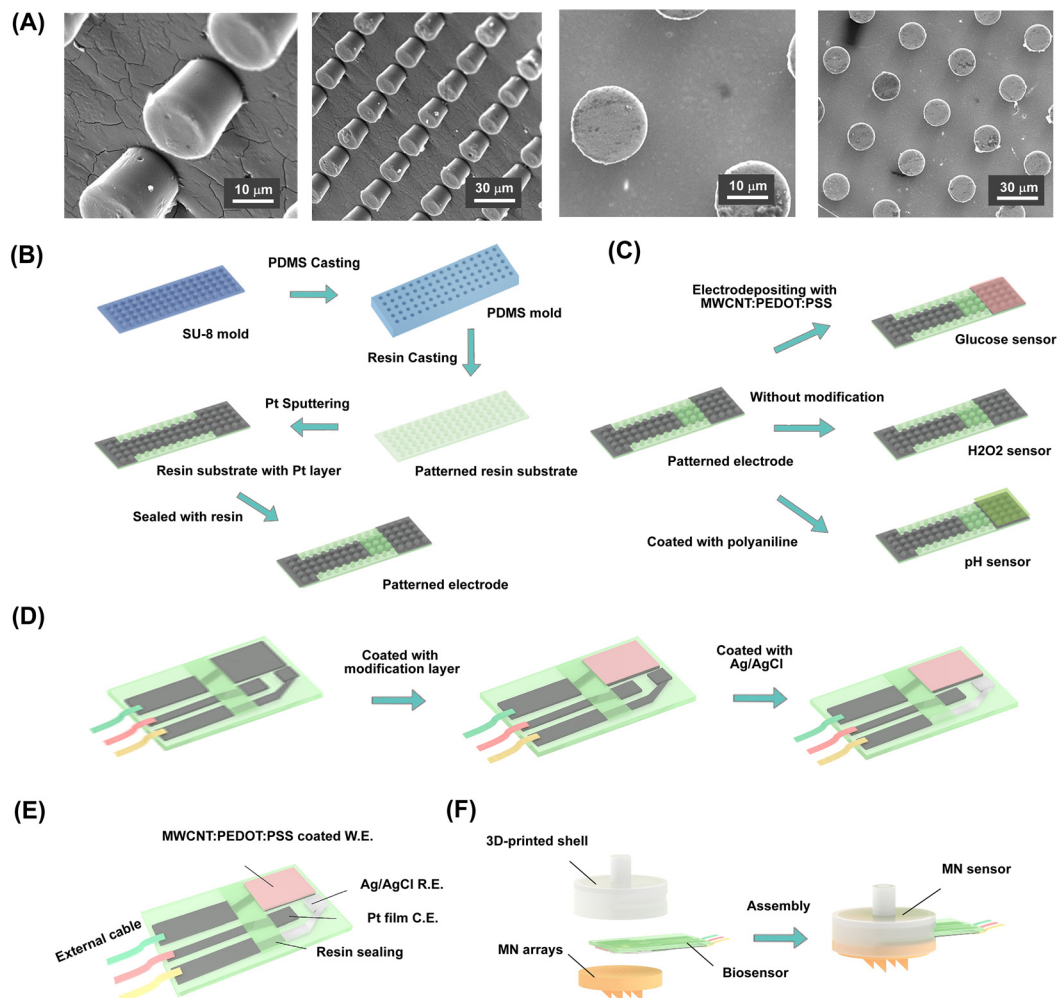 (A)
10 μm
30 μm
10 μm
30 μm
(B)
PDMS Casting
SU-8 mold
PDMS mold
Resin Casting
Pt Sputtering
Resin substrate with Pt layer
Patterned resin substrate
Sealed with resin
Patterned electrode
(C)
Electrodepositing with
MWCNT:PEDOT:PSS
Glucose sensor
Without modification
Patterned electrode
H2O2 sensor
Coated with polyaniline
pH sensor
(D)
Coated with
modification layer
Coated with
Ag/AgCl
(E)
MWCNT:PEDOT:PSS coated W.E.
Ag/AgCl R.E.
Pt film C.E.
External cable
Resin sealing
(F)
3D-printed shell
MN sensor
Assembly
MN arrays
Biosensor